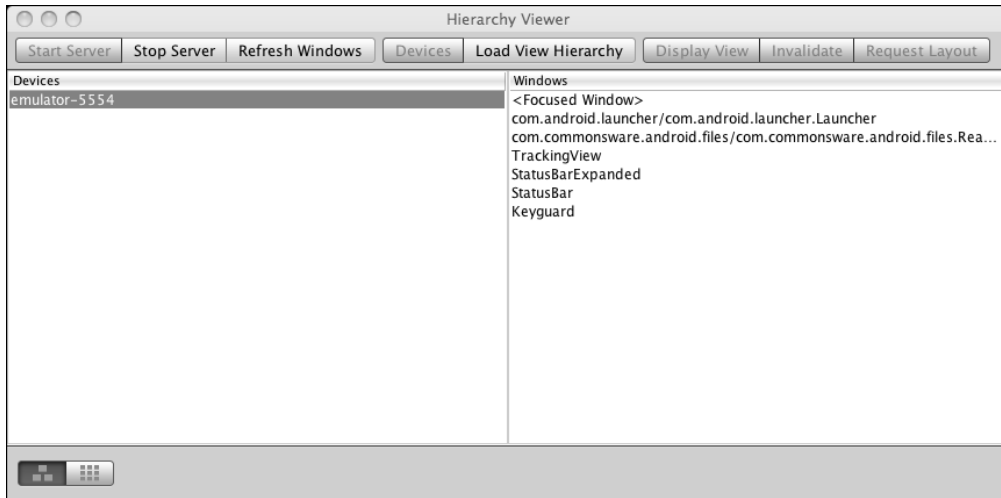 Hierarchy Viewer
Start Server Stop Server Refresh Windows Devices Load View Hierarchy Display View Invalidate Request Layout
Devices
emulator-5554
Windows
<Focused Window>
com.android.launcher/com.android.launcher.Launcher
com.commonsware.android.files/com.commonsware.android.files.Rea...
TrackingView
StatusBarExpanded
StatusBar
Keyguard